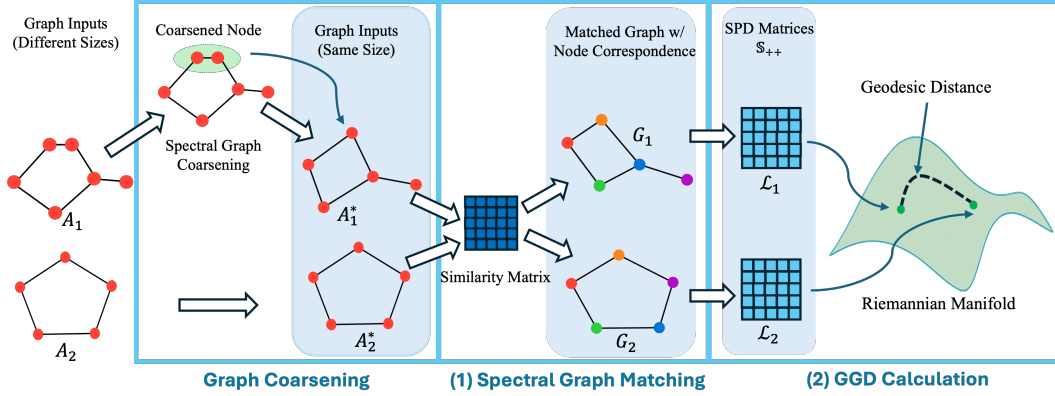 Graph Inputs
(Different Sizes)
A₁
A₂
Coarsened Node
Spectral Graph
Coarsening
Graph Inputs
(Same Size)
A₁*
A₂*
Graph Coarsening
Similarity Matrix
Matched Graph w/
Node Correspondence
G₁
G₂
(1) Spectral Graph Matching
SPD Matrices
𝕊₊₊
ℒ₁
ℒ₂
Geodesic Distance
Riemannian Manifold
(2) GGD Calculation